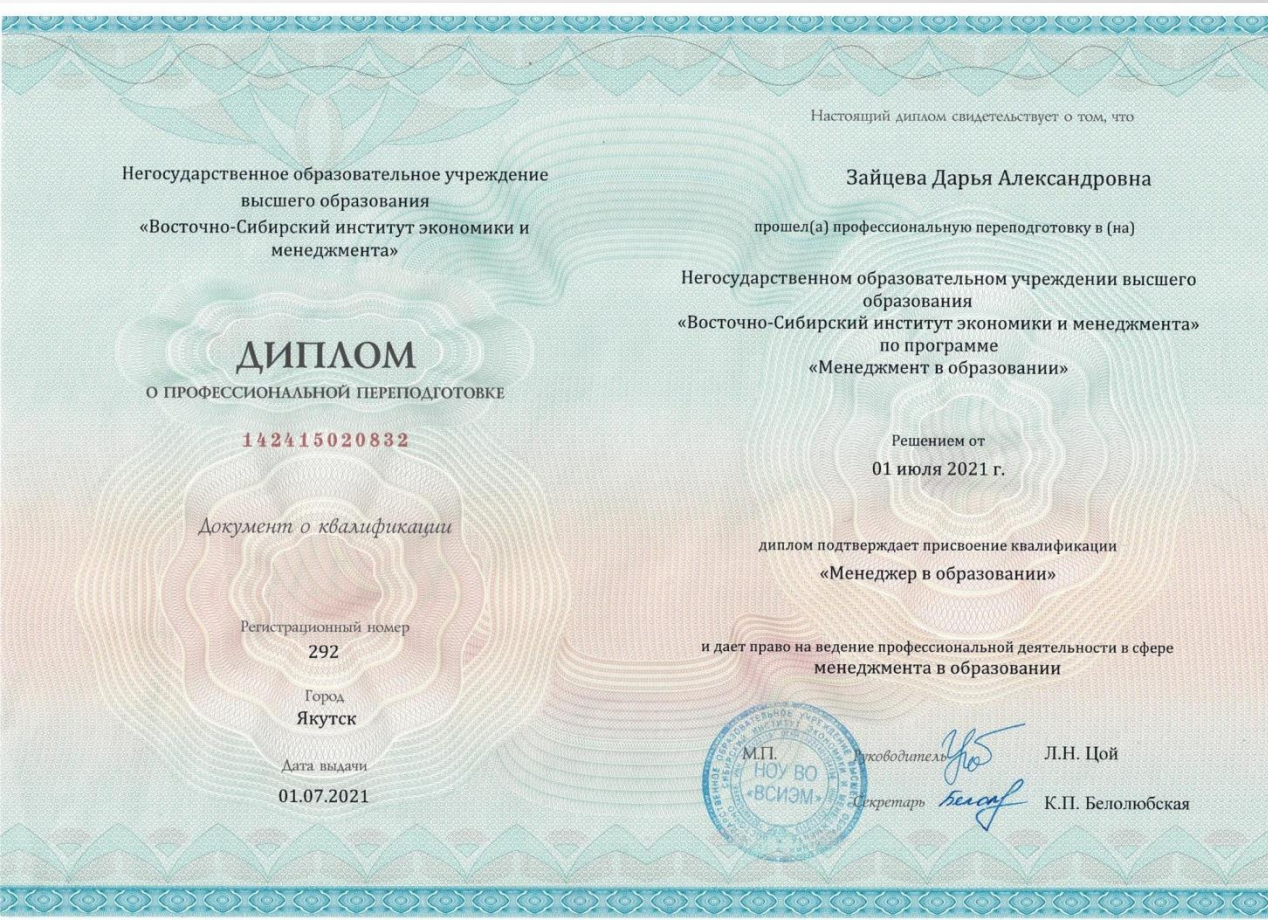 Негосударственное образовательное учреждение
высшего образования
«Восточно-Сибирский институт экономики и
менеджмента»
ДИПЛОМ
О ПРОФЕССИОНАЛЬНОЙ ПЕРЕПОДГОТОВКЕ
142415020832
Документ о квалификации
Регистрационный номер
292
Город
Якутск
Дата выдачи
01.07.2021
Настоящий диплом свидетельствует о том, что
Зайцева Дарья Александровна
прошел(а) профессиональную переподготовку в (на)
Негосударственном образовательном учреждении высшего
образования
«Восточно-Сибирский институт экономики и менеджмента»
по программе
«Менеджмент в образовании»
Решением от
01 июля 2021 г.
диплом подтверждает присвоение квалификации
«Менеджер в образовании»
и дает право на ведение профессиональной деятельности в сфере
менеджмента в образовании
М.П.
Руководитель
Л.Н. Цой
Секретарь
К.П. Белолюбская
НОУ ВО
«ВСИЭМ»